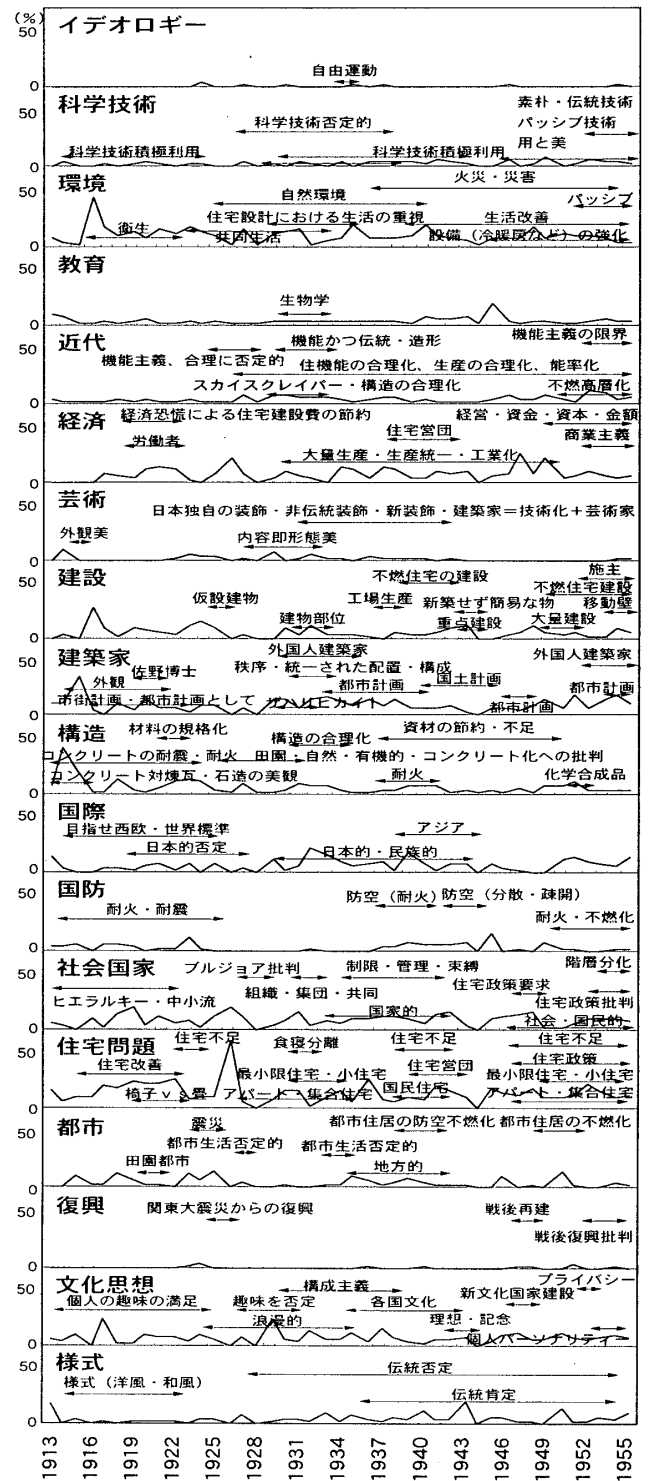 (%)
50
イデオロギー
自由運動
0
50
科学技術
素朴・伝統技術
科学技術否定的
パッシブ技術
用と美
科学技術積極利用
科学技術積極利用
0
50
環境
火災・災害
自然環境
パッシブ
住宅設計における生活の重視
生活改善
衛生
共同生活
設備（冷暖房など）の強化
0
50
教育
生物学
0
50
近代
機能かつ伝統・造形
機能主義の限界
機能主義、合理に否定的
住機能の合理化、生産の合理化、能率化
スカイスクレイパー・構造の合理化
不燃高層化
0
50
経済
経済恐慌による住宅建設費の節約
経営・資金・資本・金額
労働者
住宅営団
商業主義
大量生産・生産統一・工業化
0
50
芸術
日本独自の装飾・非伝統装飾・新装飾・建築家＝技術化＋芸術家
外観美
内容即形態美
0
50
建設
施主
不燃住宅の建設
不燃住宅建設
仮設建物
工場生産
新築せず簡易な物
移動壁
建物部位
重点建設
大量建設
0
50
建築家
外国人建築家
外国人建築家
佐野博士
秩序・統一された配置・構成
外観
都市計画
国土計画
都市計画
市街計画、都市計画として
都市計画
0
50
構造
材料の規格化
構造の合理化
資材の節約・不足
コンクリートの耐震・耐火
田園・自然・有機的・コンクリート化への批判
コンクリート対煉瓦・石造の美観
耐火
化学合成品
0
50
国際
目指せ西欧・世界標準
アジア
日本的否定
日本的・民族的
0
50
国防
防空（耐火）
防空（分散・疎開）
耐火・耐震
耐火・不燃化
0
50
社会国家
ブルジョア批判
制限・管理・束縛
階層分化
組織・集団・共同
住宅政策要求
ヒエラルキー・中小流
国家的
住宅政策批判
社会・国民的
0
50
住宅問題
住宅不足
食寝分離
住宅不足
住宅不足
住宅改善
最小限住宅・小住宅
住宅営団
住宅政策
最小限住宅・小住宅
椅子ｖｓ畳
アパート・集合住宅
国民住宅
アパート・集合住宅
0
50
都市
震災
都市住居の防空不燃化
都市住居の不燃化
都市生活否定的
都市生活否定的
田園都市
地方的
0
50
復興
関東大震災からの復興
戦後再建
戦後復興批判
0
50
文化思想
プライバシー
構成主義
新文化国家建設
個人の趣味の満足
趣味を否定
各国文化
浪漫的
理想・記念
個人パーソナリティー
0
50
様式
伝統否定
様式（洋風・和風）
伝統肯定
0
1913
1916
1919
1922
1925
1928
1931
1934
1937
1940
1943
1946
1949
1952
1955